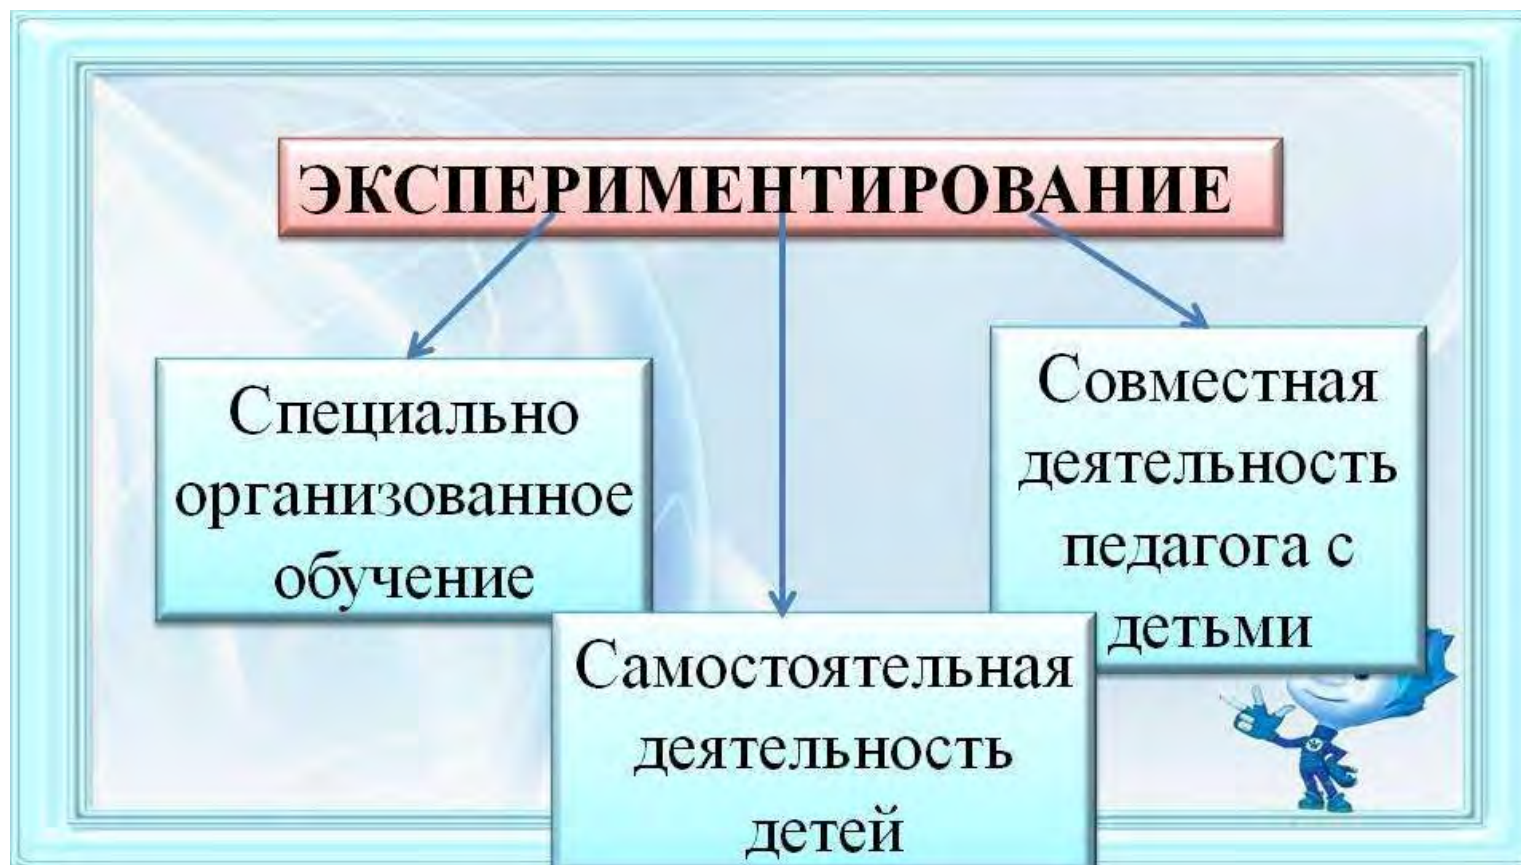 ЭКСПЕРИМЕНТИРОВАНИЕ
Специально
организованное
обучение
Самостоятельная
деятельность
детей
Совместная
деятельность
педагога с
детьми